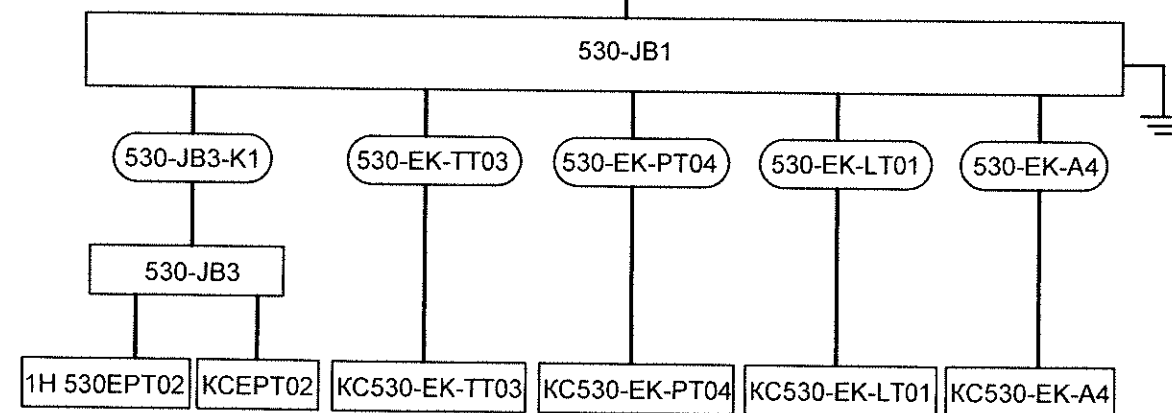 530-JB1
530-JB3-K1
530-EK-TT03
530-EK-PT04
530-EK-LT01
530-EK-A4
530-JB3
1H 530EPT02
KCEPT02
KC530-EK-TT03
KC530-EK-PT04
KC530-EK-LT01
KC530-EK-A4